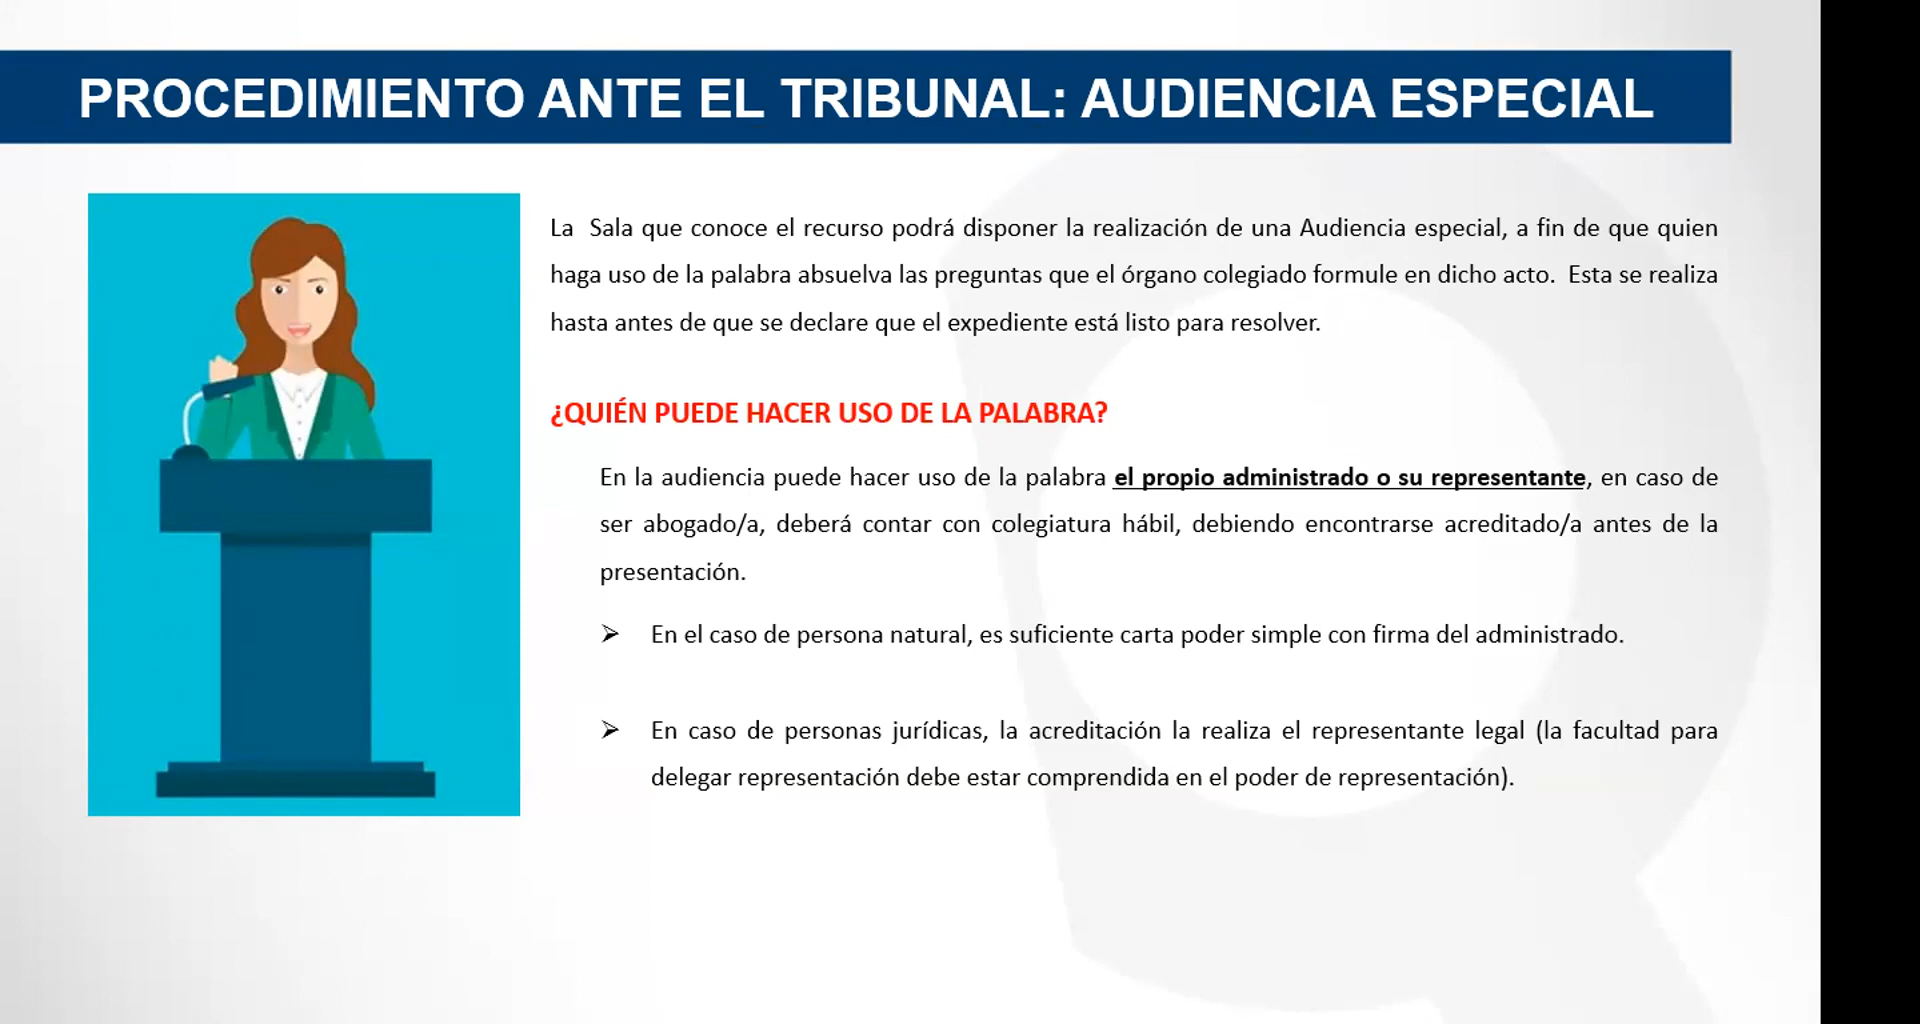 PROCEDIMIENTO ANTE EL TRIBUNAL: AUDIENCIA ESPECIAL
La Sala que conoce el recurso podrá disponer la realización de una Audiencia especial, a fin de que quien
haga uso de la palabra absuelva las preguntas que el órgano colegiado formule en dicho acto. Esta se realiza
hasta antes de que se declare que el expediente está listo para resolver.
¿QUIÉN PUEDE HACER USO DE LA PALABRA?
En la audiencia puede hacer uso de la palabra el propio administrado o su representante, en caso de
ser abogado/a, deberá contar con colegiatura hábil, debiendo encontrarse acreditado/a antes de la
presentación.
➢ En el caso de persona natural, es suficiente carta poder simple con firma del administrado.
➢ En caso de personas jurídicas, la acreditación la realiza el representante legal (la facultad para
delegar representación debe estar comprendida en el poder de representación).